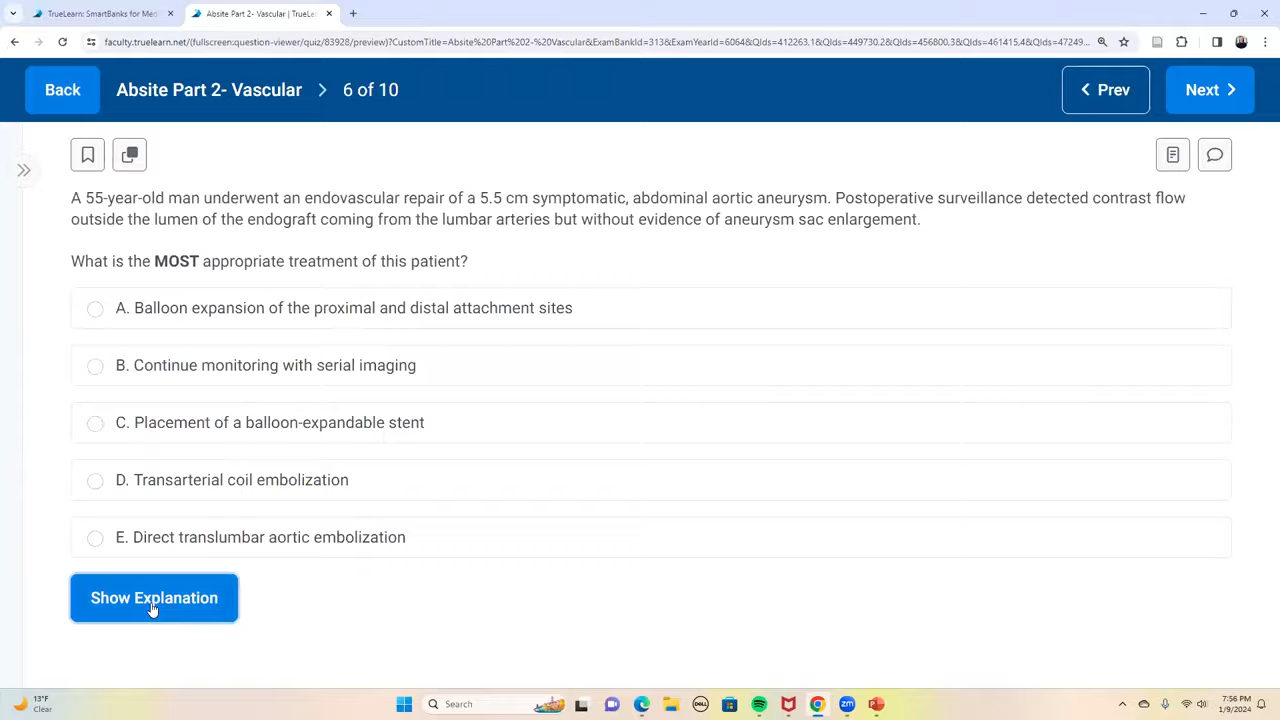 TrueLearn: SmartBanks for Med
Absite Part 2- Vascular | TrueLe
faculty.truelearn.net/(fullscreen:question-viewer/quiz/83928/preview)?CustomTitle=Absite%20Part%202-%20Vascular&ExamBankId=313&ExamYearId=6064&QIds=412263,1&QIds=449730,2&QIds=456800,3&QIds=461415,4&QIds=47249...
Back
Absite Part 2- Vascular
6 of 10
Prev
Next
A 55-year-old man underwent an endovascular repair of a 5.5 cm symptomatic, abdominal aortic aneurysm. Postoperative surveillance detected contrast flow
outside the lumen of the endograft coming from the lumbar arteries but without evidence of aneurysm sac enlargement.
What is the MOST appropriate treatment of this patient?
A. Balloon expansion of the proximal and distal attachment sites
B. Continue monitoring with serial imaging
C. Placement of a balloon-expandable stent
D. Transarterial coil embolization
E. Direct translumbar aortic embolization
Show Explanation
13°F
Clear
Search
DELL
zm
7:56 PM
1/9/2024